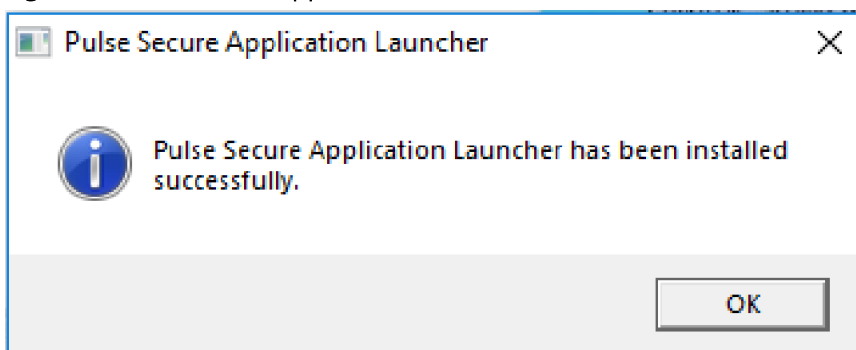 Pulse Secure Application Launcher
Pulse Secure Application Launcher has been installed
successfully.
OK